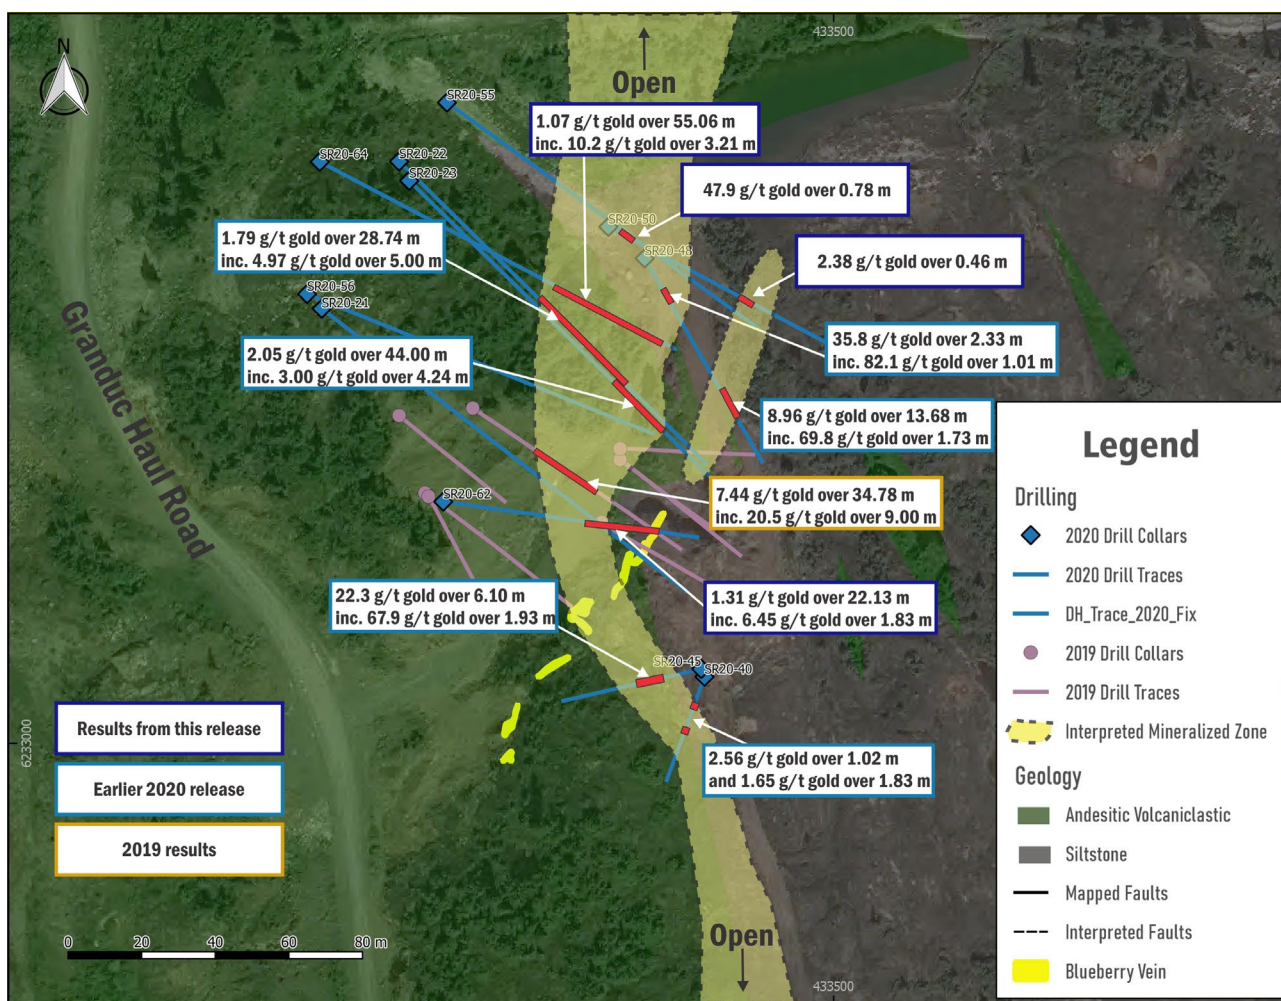 433500
N
Open
SR20-55
1.07 g/t gold over 55.06 m
inc. 10.2 g/t gold over 3.21 m
SR20-64
SR20-22
SR20-23
47.9 g/t gold over 0.78 m
SR20-50
1.79 g/t gold over 28.74 m
inc. 4.97 g/t gold over 5.00 m
SR20-48
2.38 g/t gold over 0.46 m
SR20-56
SR20-21
35.8 g/t gold over 2.33 m
inc. 82.1 g/t gold over 1.01 m
2.05 g/t gold over 44.00 m
inc. 3.00 g/t gold over 4.24 m
Granduc Haul Road
8.96 g/t gold over 13.68 m
inc. 69.8 g/t gold over 1.73 m
7.44 g/t gold over 34.78 m
inc. 20.5 g/t gold over 9.00 m
SR20-62
22.3 g/t gold over 6.10 m
inc. 67.9 g/t gold over 1.93 m
1.31 g/t gold over 22.13 m
inc. 6.45 g/t gold over 1.83 m
SR20-45
SR20-40
2.56 g/t gold over 1.02 m
and 1.65 g/t gold over 1.83 m
6233000
Results from this release
Earlier 2020 release
2019 results
0 20 40 60 80 m
Open
433500
Legend
Drilling
2020 Drill Collars
2020 Drill Traces
DH_Trace_2020_Fix
2019 Drill Collars
2019 Drill Traces
Interpreted Mineralized Zone
Geology
Andesitic Volcaniclastic
Siltstone
Mapped Faults
Interpreted Faults
Blueberry Vein